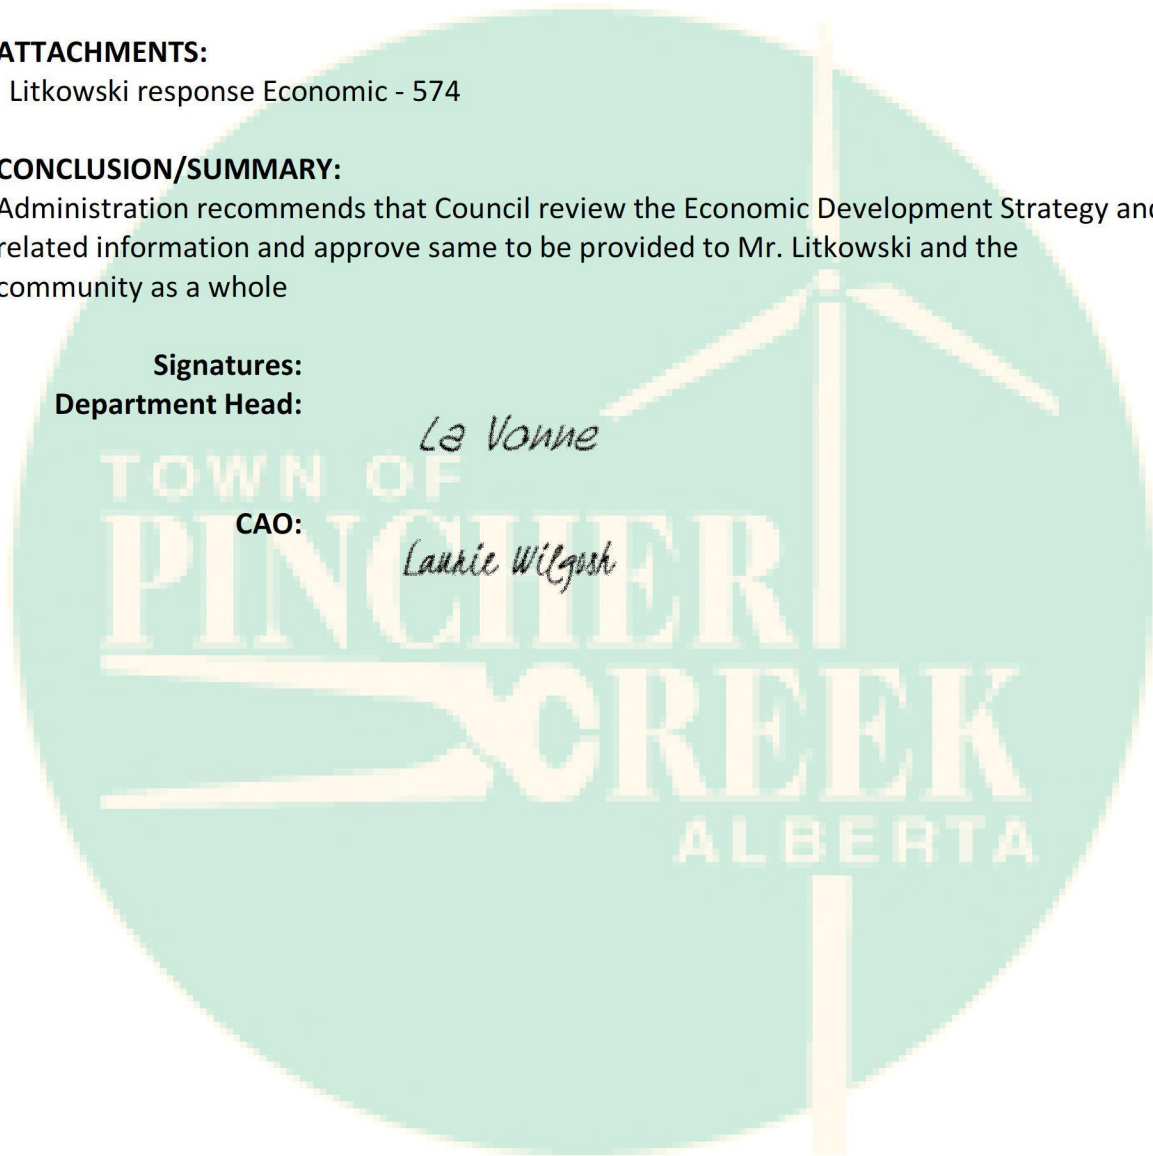 ATTACHMENTS:
Litkowski response Economic - 574
CONCLUSION/SUMMARY:
Administration recommends that Council review the Economic Development Strategy and
related information and approve same to be provided to Mr. Litkowski and the
community as a whole
Signatures:
Department Head:
La Vonne
TOWN OF
CAO:
Laurie Wilgosh
PINCHER
CREEK
ALBERTA